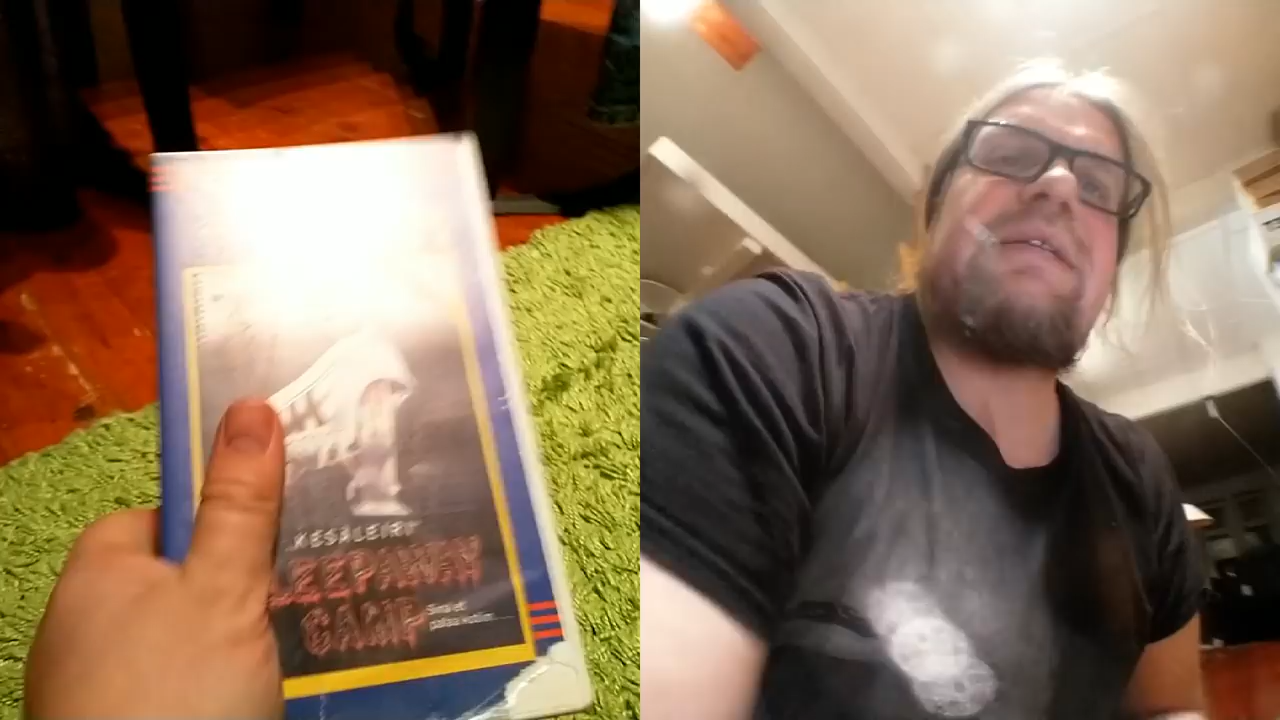 KESÄLEIRI
SLEEPAWAY
CAMP
Sinä et
palaa kotiin.....